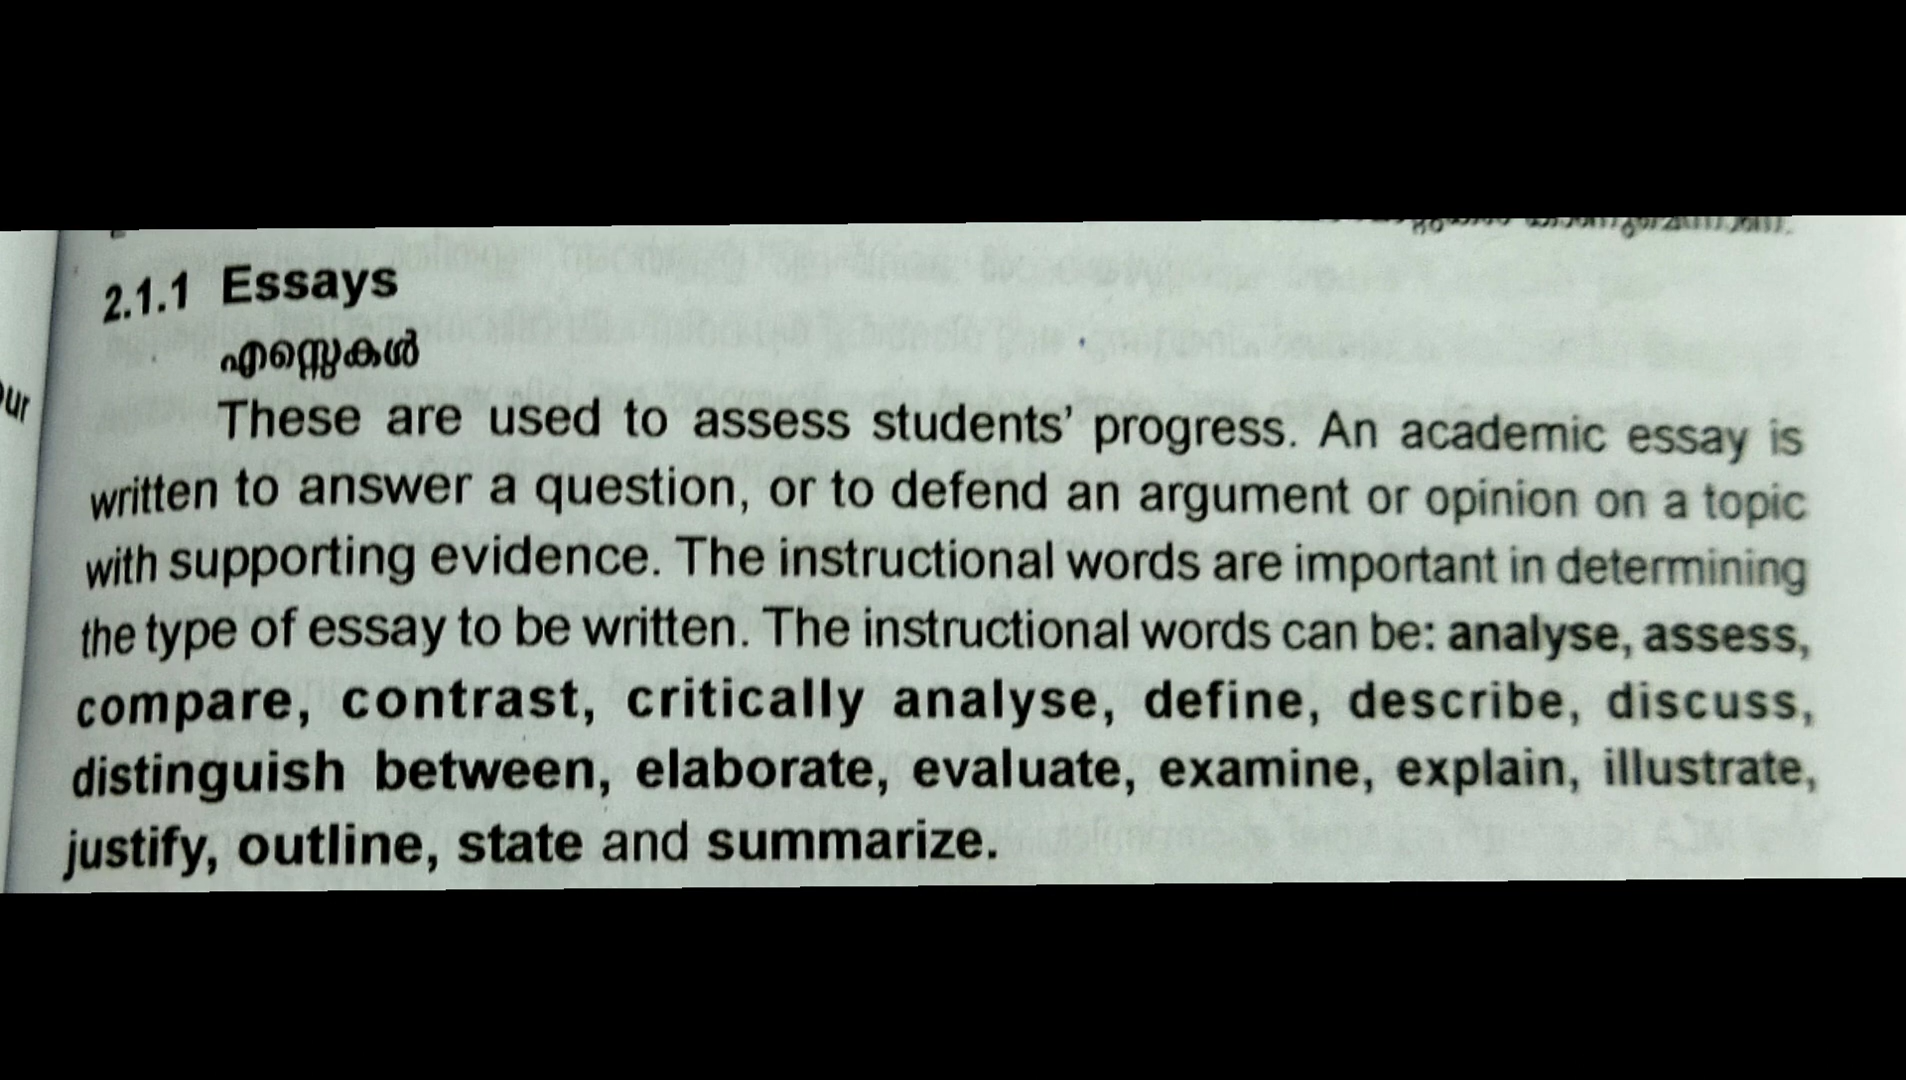 2.1.1 Essays
എസ്സേകൾ
These are used to assess students' progress. An academic essay is
written to answer a question, or to defend an argument or opinion on a topic
with supporting evidence. The instructional words are important in determining
the type of essay to be written. The instructional words can be: analyse, assess,
compare, contrast, critically analyse, define, describe, discuss,
distinguish between, elaborate, evaluate, examine, explain, illustrate,
justify, outline, state and summarize.